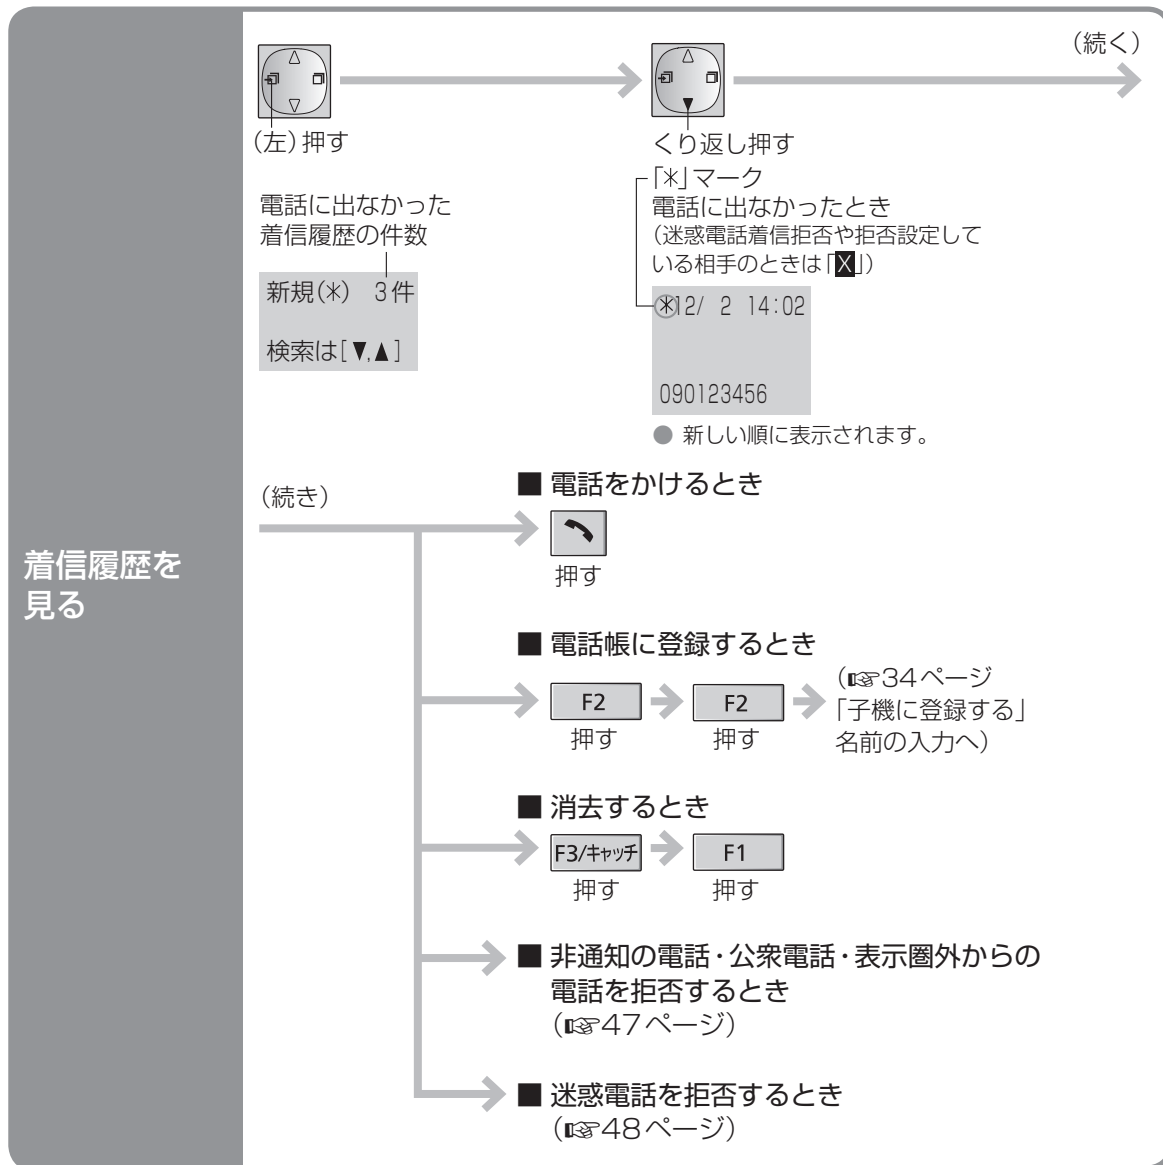 着信履歴を
見る
(続く)
(左)押す
くり返し押す
電話に出なかった
着信履歴の件数
新規(＊) 3件
検索は[▼,▲]
「＊」マーク
電話に出なかったとき
(迷惑電話着信拒否や拒否設定して
いる相手のときは「X」)
＊12/ 2 14:02
090123456
● 新しい順に表示されます。
(続き)
■ 電話をかけるとき
押す
■ 電話帳に登録するとき
F2 F2
押す 押す
(☞34ページ
「子機に登録する」
名前の入力へ)
■ 消去するとき
F3/キャッチ F1
押す 押す
■ 非通知の電話・公衆電話・表示圏外からの
電話を拒否するとき
(☞47ページ)
■ 迷惑電話を拒否するとき
(☞48ページ)